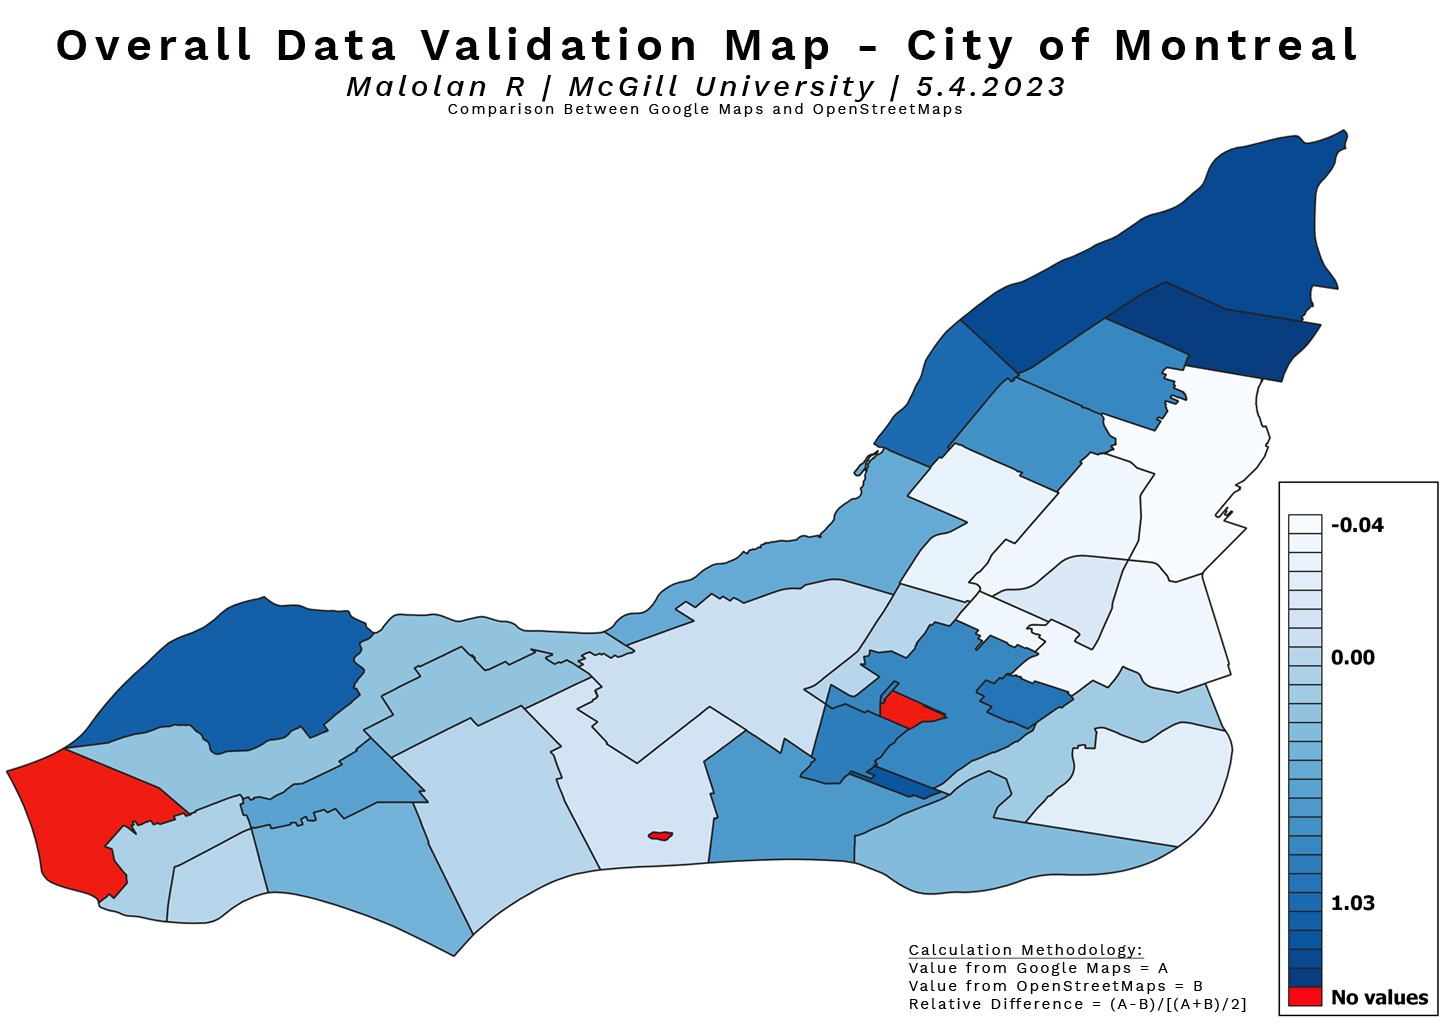 Overall Data Validation Map - City of Montreal
Malolan R | McGill University | 5.4.2023
Comparison Between Google Maps and OpenStreetMaps
-0.04
0.00
1.03
No values
Calculation Methodology:
Value from Google Maps = A
Value from OpenStreetMaps = B
Relative Difference = (A-B)/[(A+B)/2]